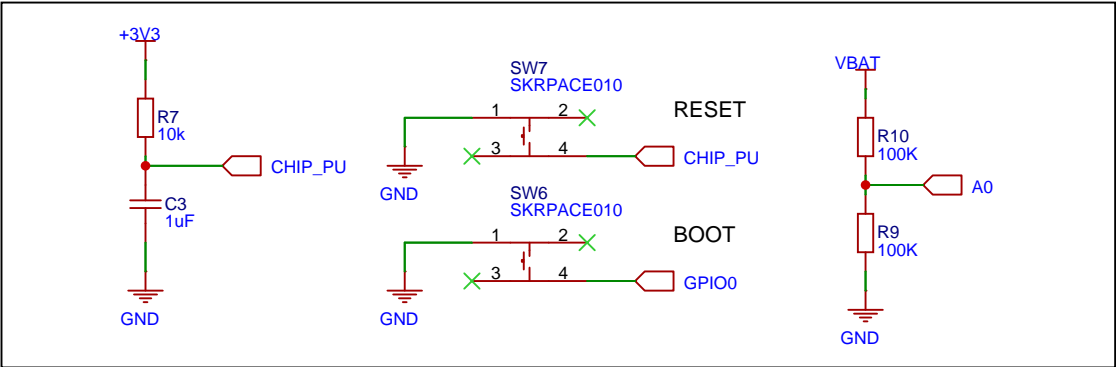 +3V3
R7
10k
CHIP_PU
C3
1uF
GND
SW7
SKRPACE010
1
2
3
4
RESET
CHIP_PU
GND
SW6
SKRPACE010
1
2
3
4
BOOT
GPIO0
GND
VBAT
R10
100K
A0
R9
100K
GND